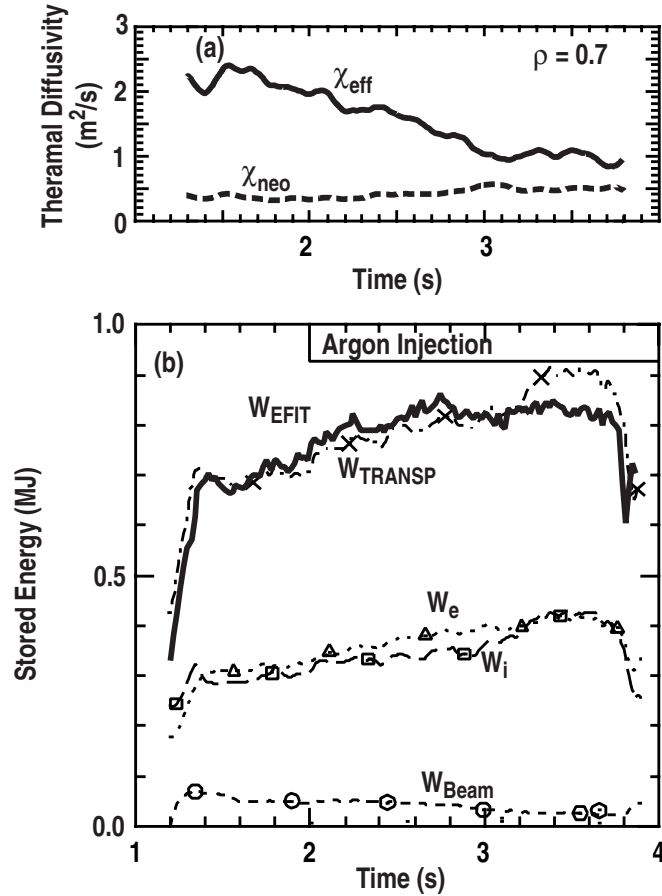 (a)
ρ = 0.7
χeff
χneo
Theramal Diffusivity
(m2/s)
3
2
1
0
2
3
Time (s)
(b)
Argon Injection
WEFIT
WTRANSP
We
Wi
WBeam
Stored Energy (MJ)
1.0
0.5
0.0
1
2
3
4
Time (s)